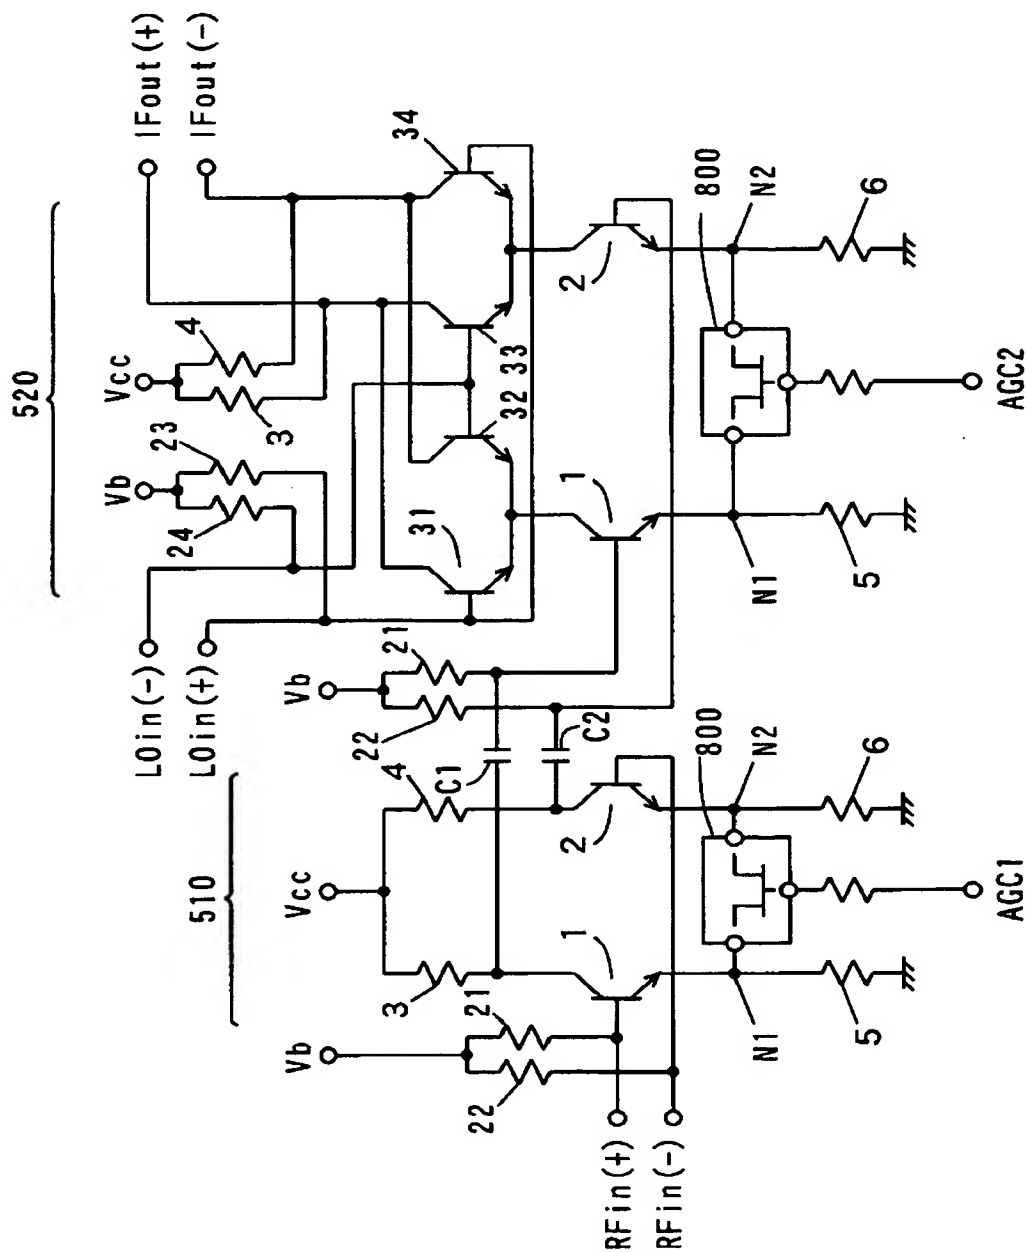 IFout(+)
IFout(-)
520
Vcc
4
3
34
33
800
N2
2
6
Vb
23
24
32
31
1
AGC2
LOin(-)
LOin(+)
N1
5
Vb
21
22
C1
C2
510
Vcc
4
3
2
800
N2
6
1
AGC1
Vb
21
22
N1
5
RFin(+)
RFin(-)